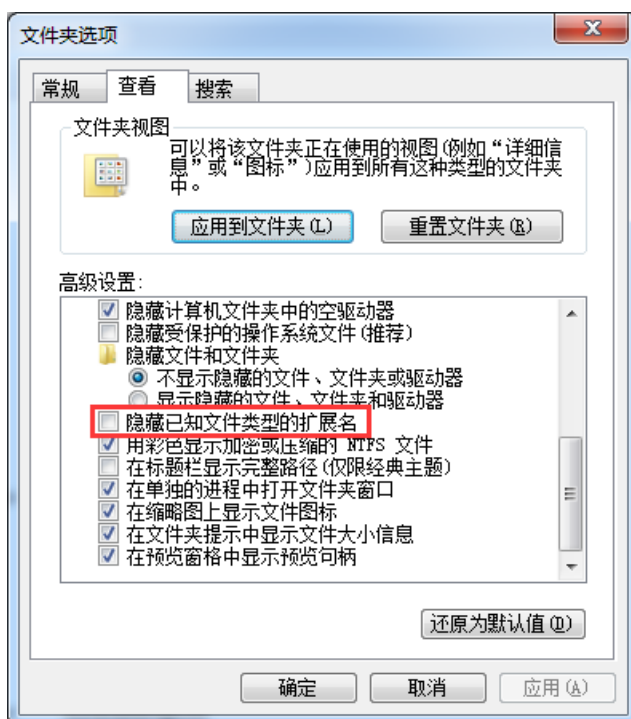 文件夹选项
常规
查看
搜索
文件夹视图
可以将该文件夹正在使用的视图(例如“详细信
息”或“图标”)应用到所有这种类型的文件夹
中。
应用到文件夹(L)
重置文件夹(R)
高级设置:
隐藏计算机文件夹中的空驱动器
隐藏受保护的操作系统文件(推荐)
隐藏文件和文件夹
不显示隐藏的文件、文件夹或驱动器
显示隐藏的文件、文件夹和驱动器
隐藏已知文件类型的扩展名
用彩色显示加密或压缩的 NTFS 文件
在标题栏显示完整路径(仅限经典主题)
在单独的进程中打开文件夹窗口
在缩略图上显示文件图标
在文件夹提示中显示文件大小信息
在预览窗格中显示预览句柄
还原为默认值(D)
确定
取消
应用(A)